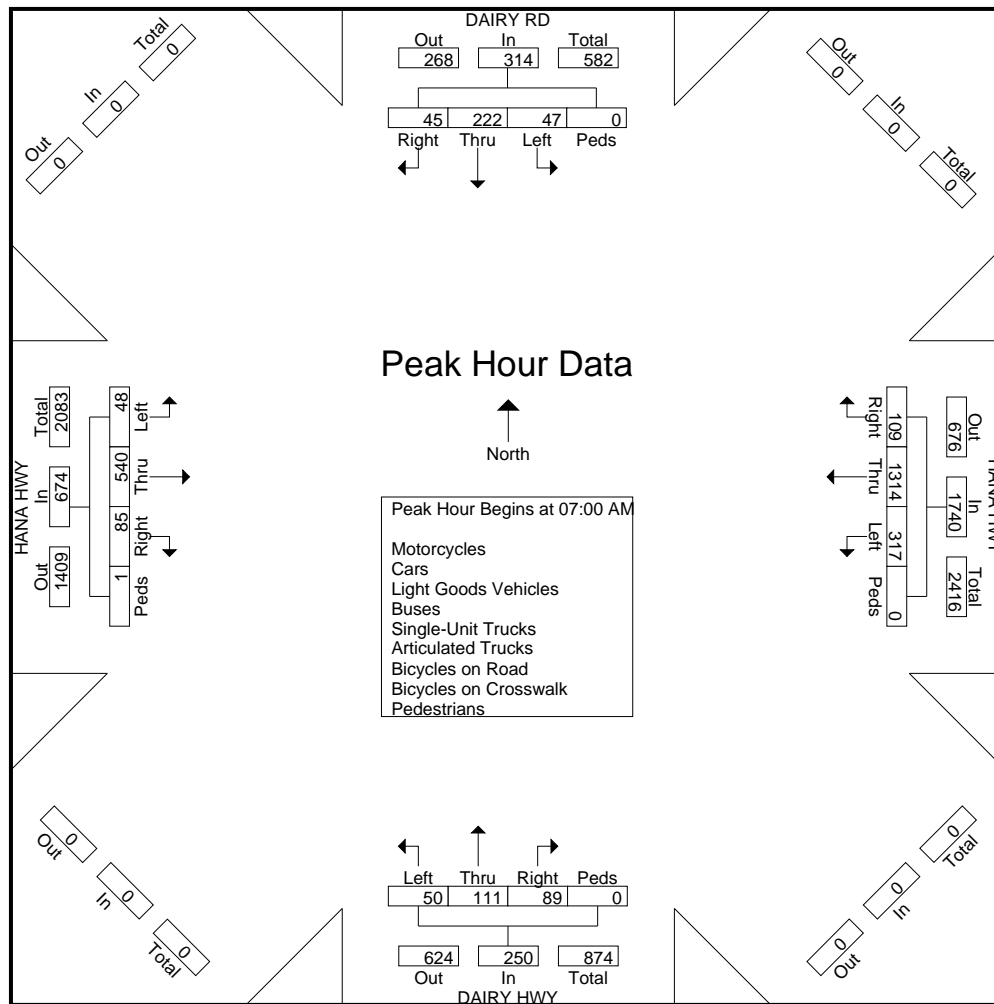 DAIRY RD
Out In Total
268 314 582
45 222 47 0
Right Thru Left Peds
Total
0
In
0
Out
0
Out
0
In
0
Total
0
Peak Hour Data
North
HANA HWY
Total In Out
2083 674 1409
48 540 85 1
Left Thru Right Peds
Peak Hour Begins at 07:00 AM
Motorcycles
Cars
Light Goods Vehicles
Buses
Single-Unit Trucks
Articulated Trucks
Bicycles on Road
Bicycles on Crosswalk
Pedestrians
Right Thru Left Peds
109 1314 317 0
676 1740 2416
Out In Total
HANA HWY
0
Out
0
In
0
Total
Left Thru Right Peds
50 111 89 0
624 250 874
Out In Total
DAIRY HWY
0
Total
0
In
0
Out